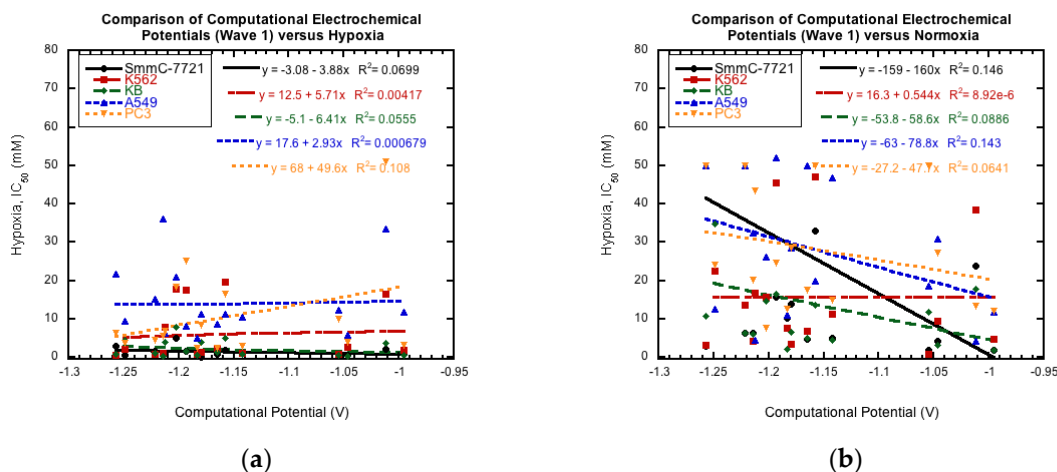 Comparison of Computational Electrochemical
Potentials (Wave 1) versus Hypoxia
80
70
60
50
40
30
20
10
0
Hypoxia, IC50 (mM)
SmmC-7721
K562
KB
A549
PC3
y = -3.08 - 3.88x R2= 0.0699
y = 12.5 + 5.71x R2= 0.00417
y = -5.1 - 6.41x R2= 0.0555
y = 17.6 + 2.93x R2= 0.000679
y = 68 + 49.6x R2= 0.108
-1.3 -1.25 -1.2 -1.15 -1.1 -1.05 -1 -0.95
Computational Potential (V)
(a)
Comparison of Computational Electrochemical
Potentials (Wave 1) versus Normoxia
80
70
60
50
40
30
20
10
0
Hypoxia, IC50 (mM)
SmmC-7721
K562
KB
A549
PC3
y = -159 - 160x R2= 0.146
y = 16.3 + 0.544x R2= 8.92e-6
y = -53.8 - 58.6x R2= 0.0886
y = -63 - 78.8x R2= 0.143
y = -27.2 - 47. R2= 0.0641
-1.3 -1.25 -1.2 -1.15 -1.1 -1.05 -1 -0.95
Computational Potential (V)
(b)